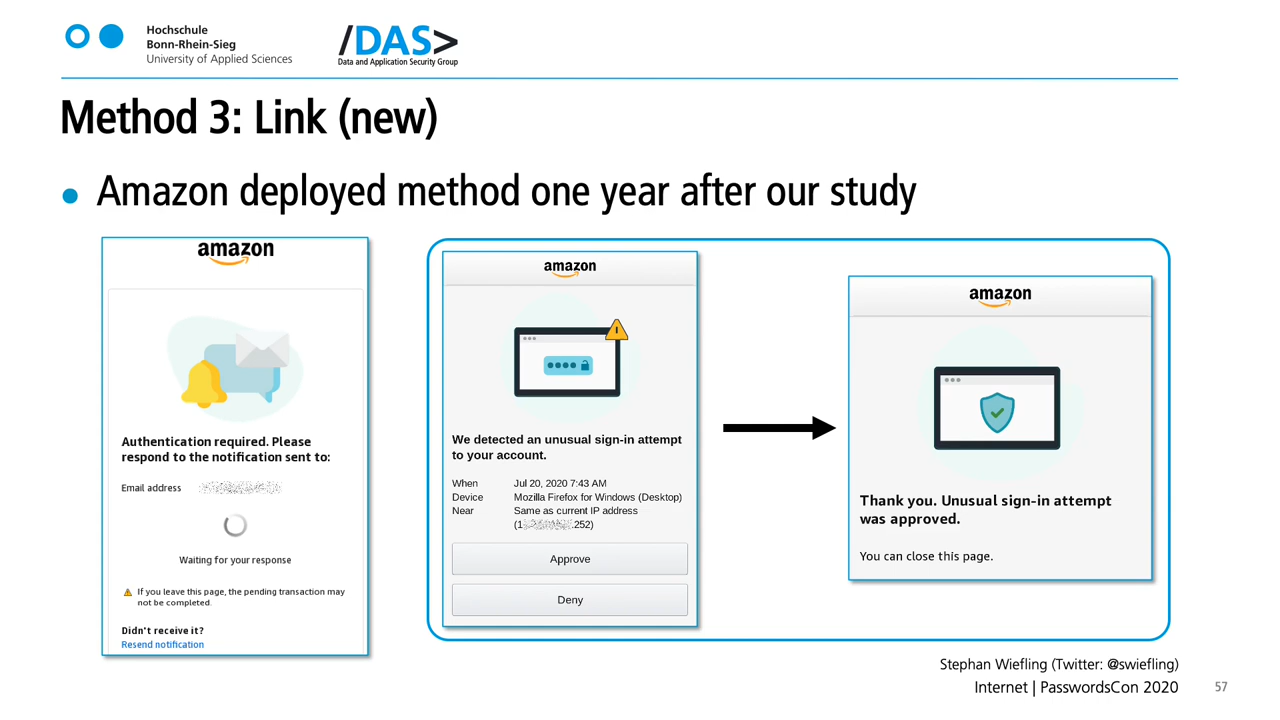 Hochschule
Bonn-Rhein-Sieg
University of Applied Sciences
/DAS>
Data and Application Security Group
Method 3: Link (new)
Amazon deployed method one year after our study
amazon
Authentication required. Please
respond to the notification sent to:
Email address
Waiting for your response
If you leave this page, the pending transaction may
not be completed.
Didn't receive it?
Resend notification
amazon
We detected an unusual sign-in attempt
to your account.
When Jul 20, 2020 7:43 AM
Device Mozilla Firefox for Windows (Desktop)
Near Same as current IP address
(1 .252)
Approve
Deny
amazon
Thank you. Unusual sign-in attempt
was approved.
You can close this page.
Stephan Wiefling (Twitter: @swiefling)
Internet | PasswordsCon 2020
57